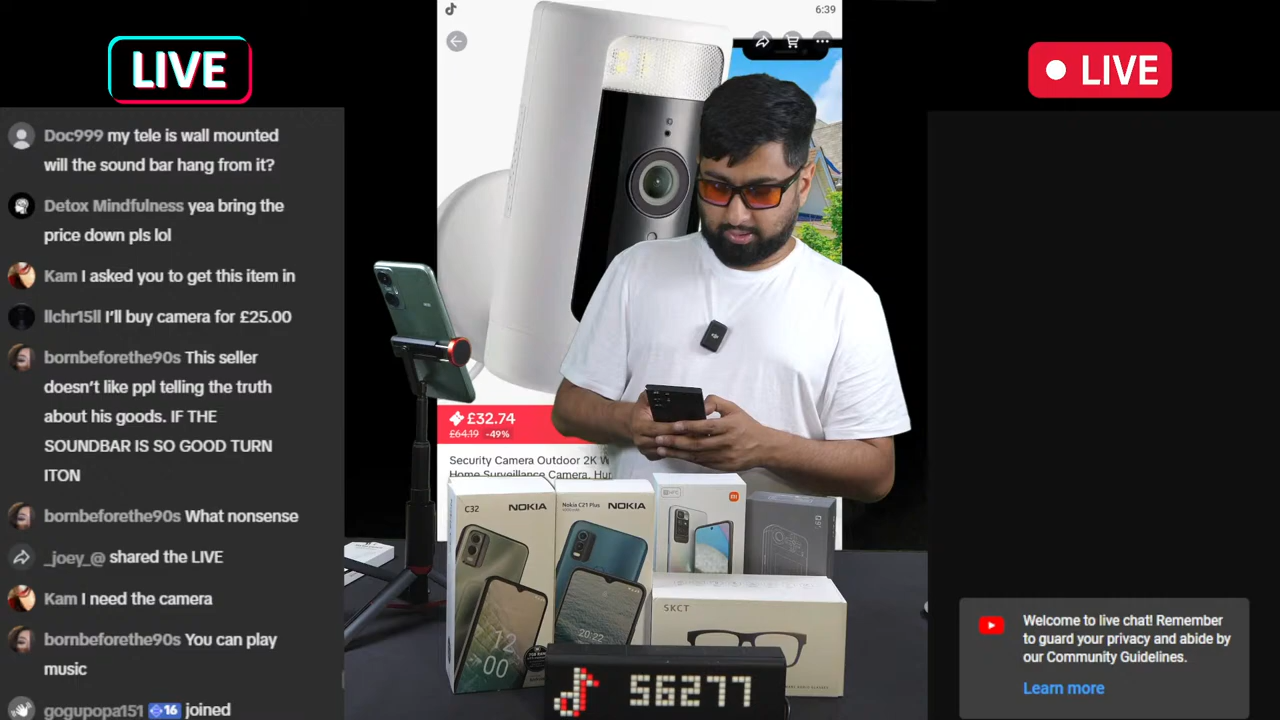 LIVE
Doc999 my tele is wall mounted
will the sound bar hang from it?
Detox Mindfulness yea bring the
price down pls lol
Kam I asked you to get this item in
llchr15ll I'll buy camera for £25.00
bornbeforethe90s This seller
doesn't like ppl telling the truth
about his goods. IF THE
SOUNDBAR IS SO GOOD TURN
ITON
bornbeforethe90s What nonsense
_joey_@ shared the LIVE
Kam I need the camera
bornbeforethe90s You can play
music
gogupopa151 16 joined
6:39
£32.74
£64.19 -49%
Security Camera Outdoor 2K W
Home Surveillance Camera, Hur
C32 NOKIA
Nokia C21 Plus NOKIA
12
00
20:22
SKCT
56277
LIVE
Welcome to live chat! Remember
to guard your privacy and abide by
our Community Guidelines.
Learn more